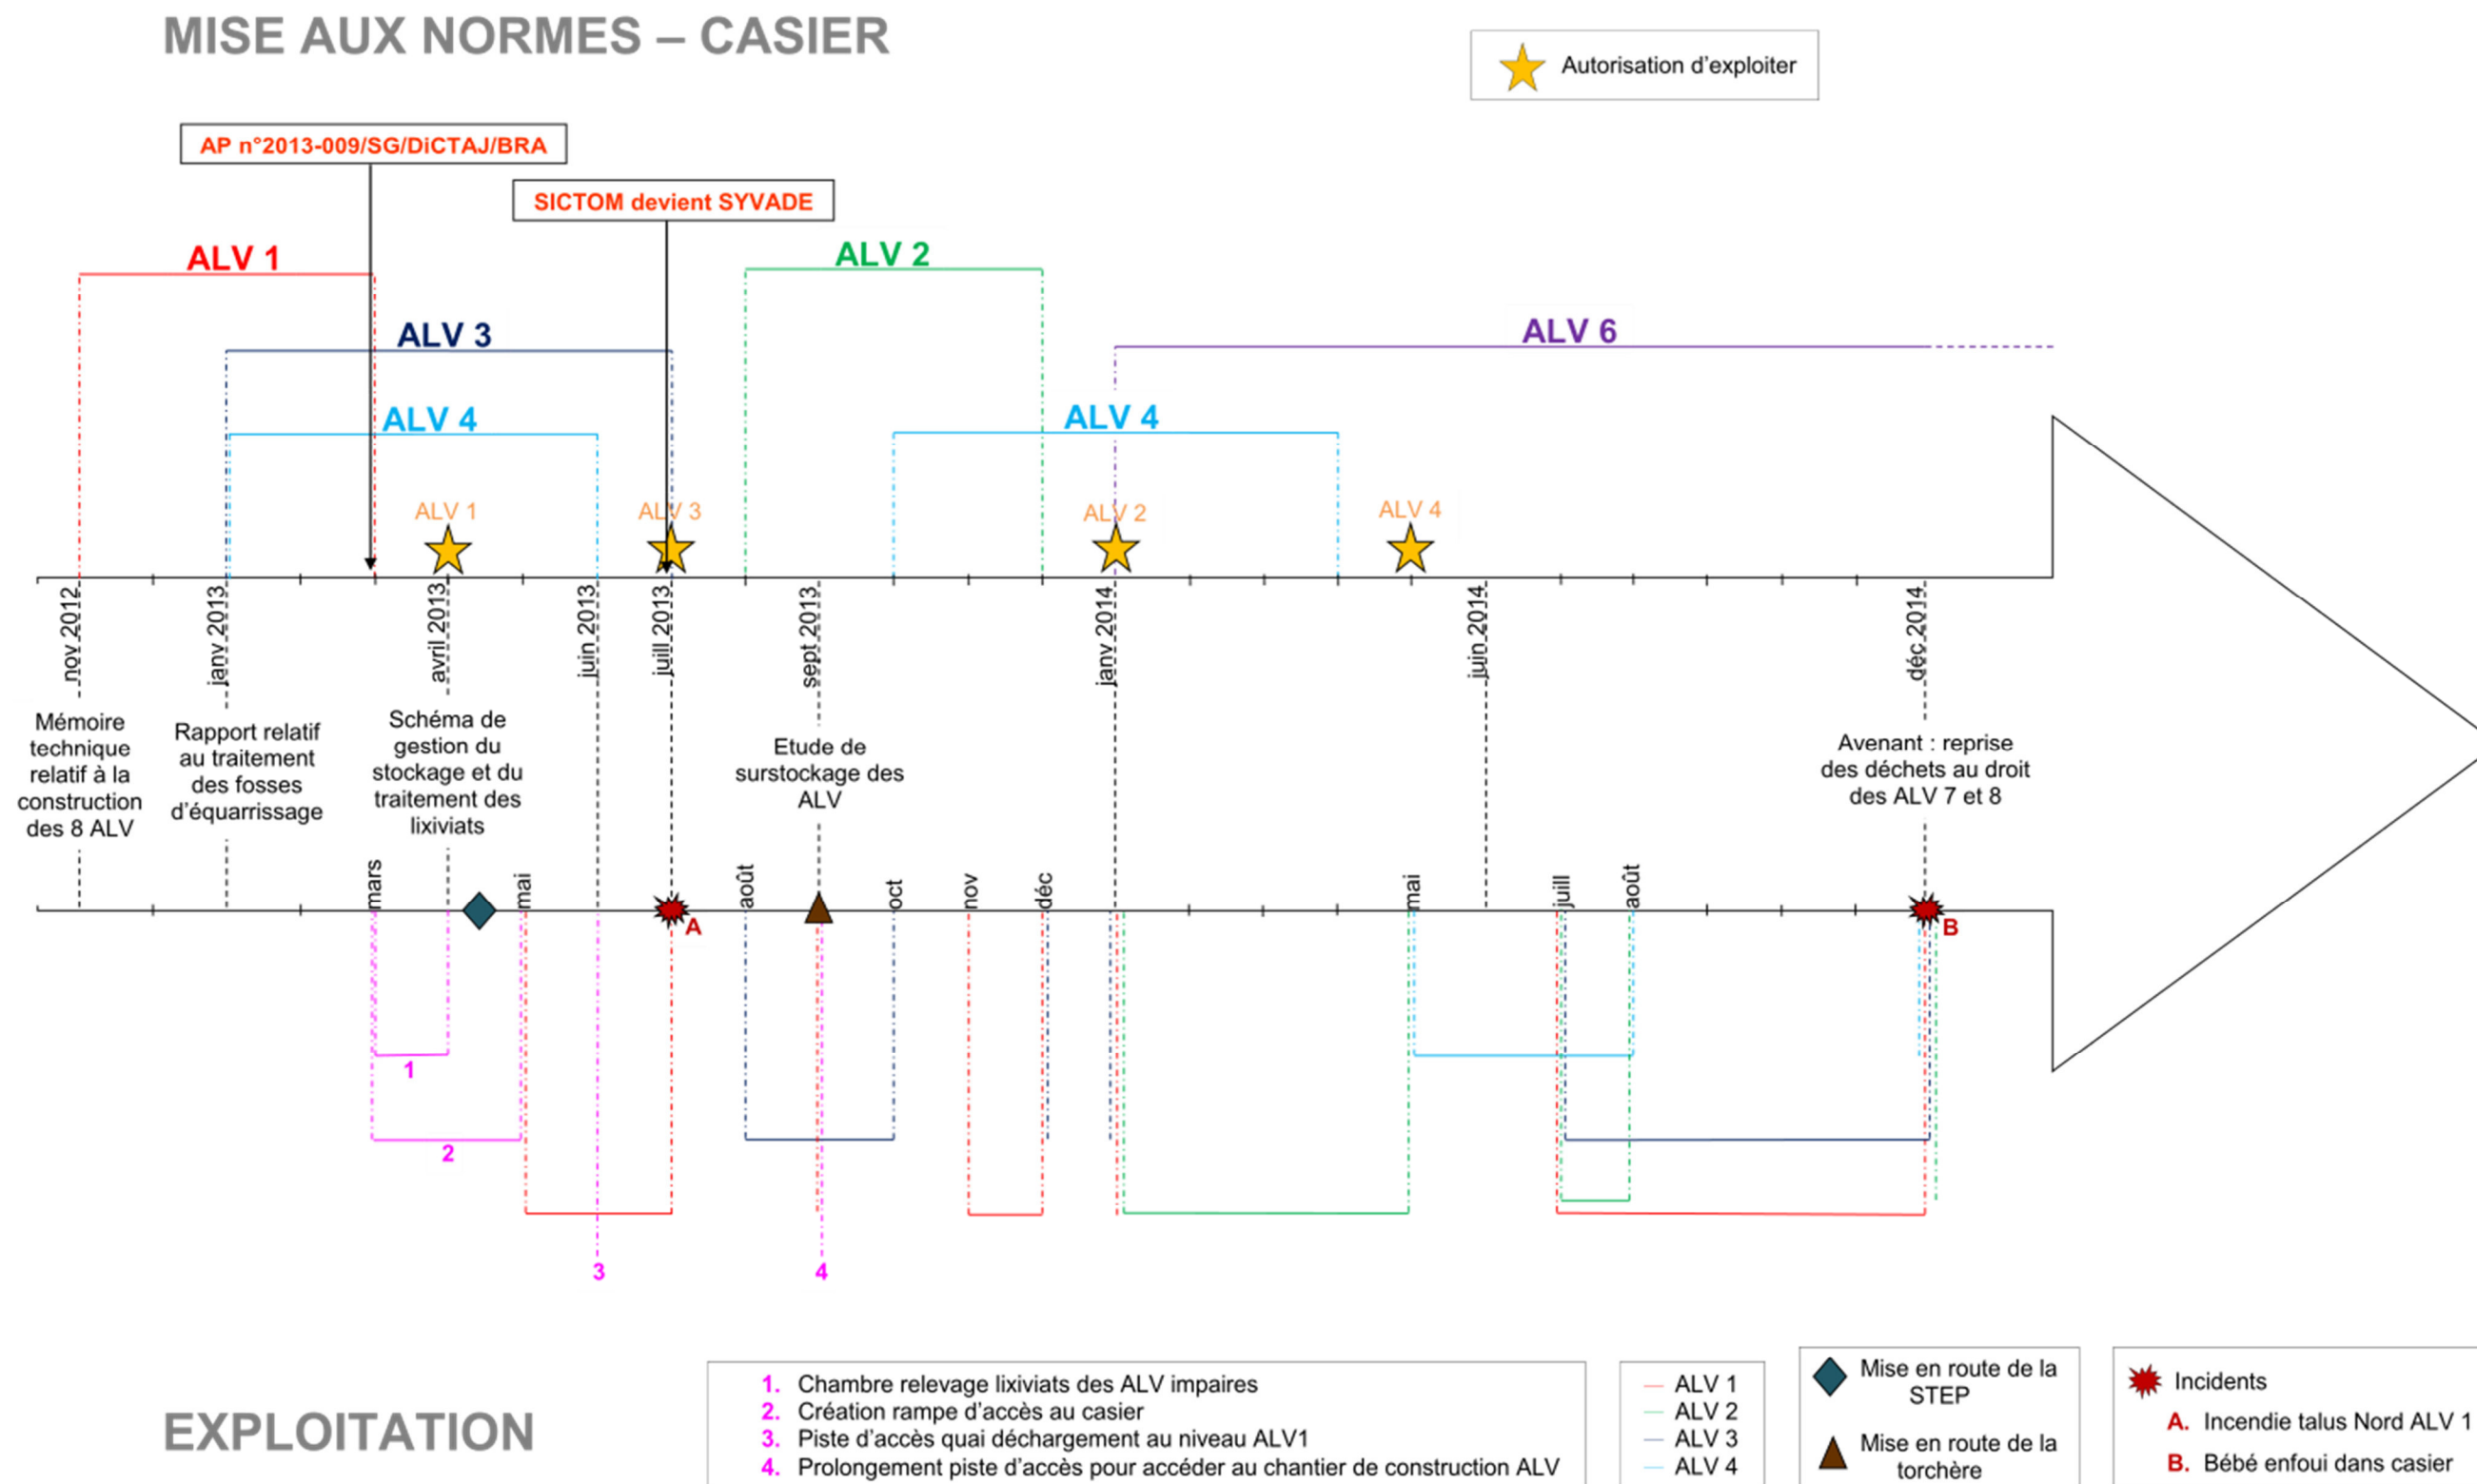 MISE AUX NORMES – CASIER
Autorisation d’exploiter
AP n°2013-009/SG/DiCTAJ/BRA
SICTOM devient SYVADE
ALV 1
ALV 2
ALV 3
ALV 6
ALV 4
ALV 4
ALV 1
ALV 3
ALV 2
ALV 4
nov 2012
janv 2013
avril 2013
juin 2013
juill 2013
sept 2013
janv 2014
juin 2014
déc 2014
Mémoire
technique
relatif à la
construction
des 8 ALV
Rapport relatif
au traitement
des fosses
d’équarrissage
Schéma de
gestion du
stockage et du
traitement des
lixiviats
Etude de
surstockage des
ALV
Avenant : reprise
des déchets au droit
des ALV 7 et 8
mars
mai
août
oct
nov
déc
mai
juill
août
A
B
1
2
3
4
EXPLOITATION
1. Chambre relevage lixiviats des ALV impaires
2. Création rampe d’accès au casier
3. Piste d’accès quai déchargement au niveau ALV1
4. Prolongement piste d’accès pour accéder au chantier de construction ALV
ALV 1
ALV 2
ALV 3
ALV 4
Mise en route de la
STEP
Mise en route de la
torchère
Incidents
A. Incendie talus Nord ALV 1
B. Bébé enfoui dans casier